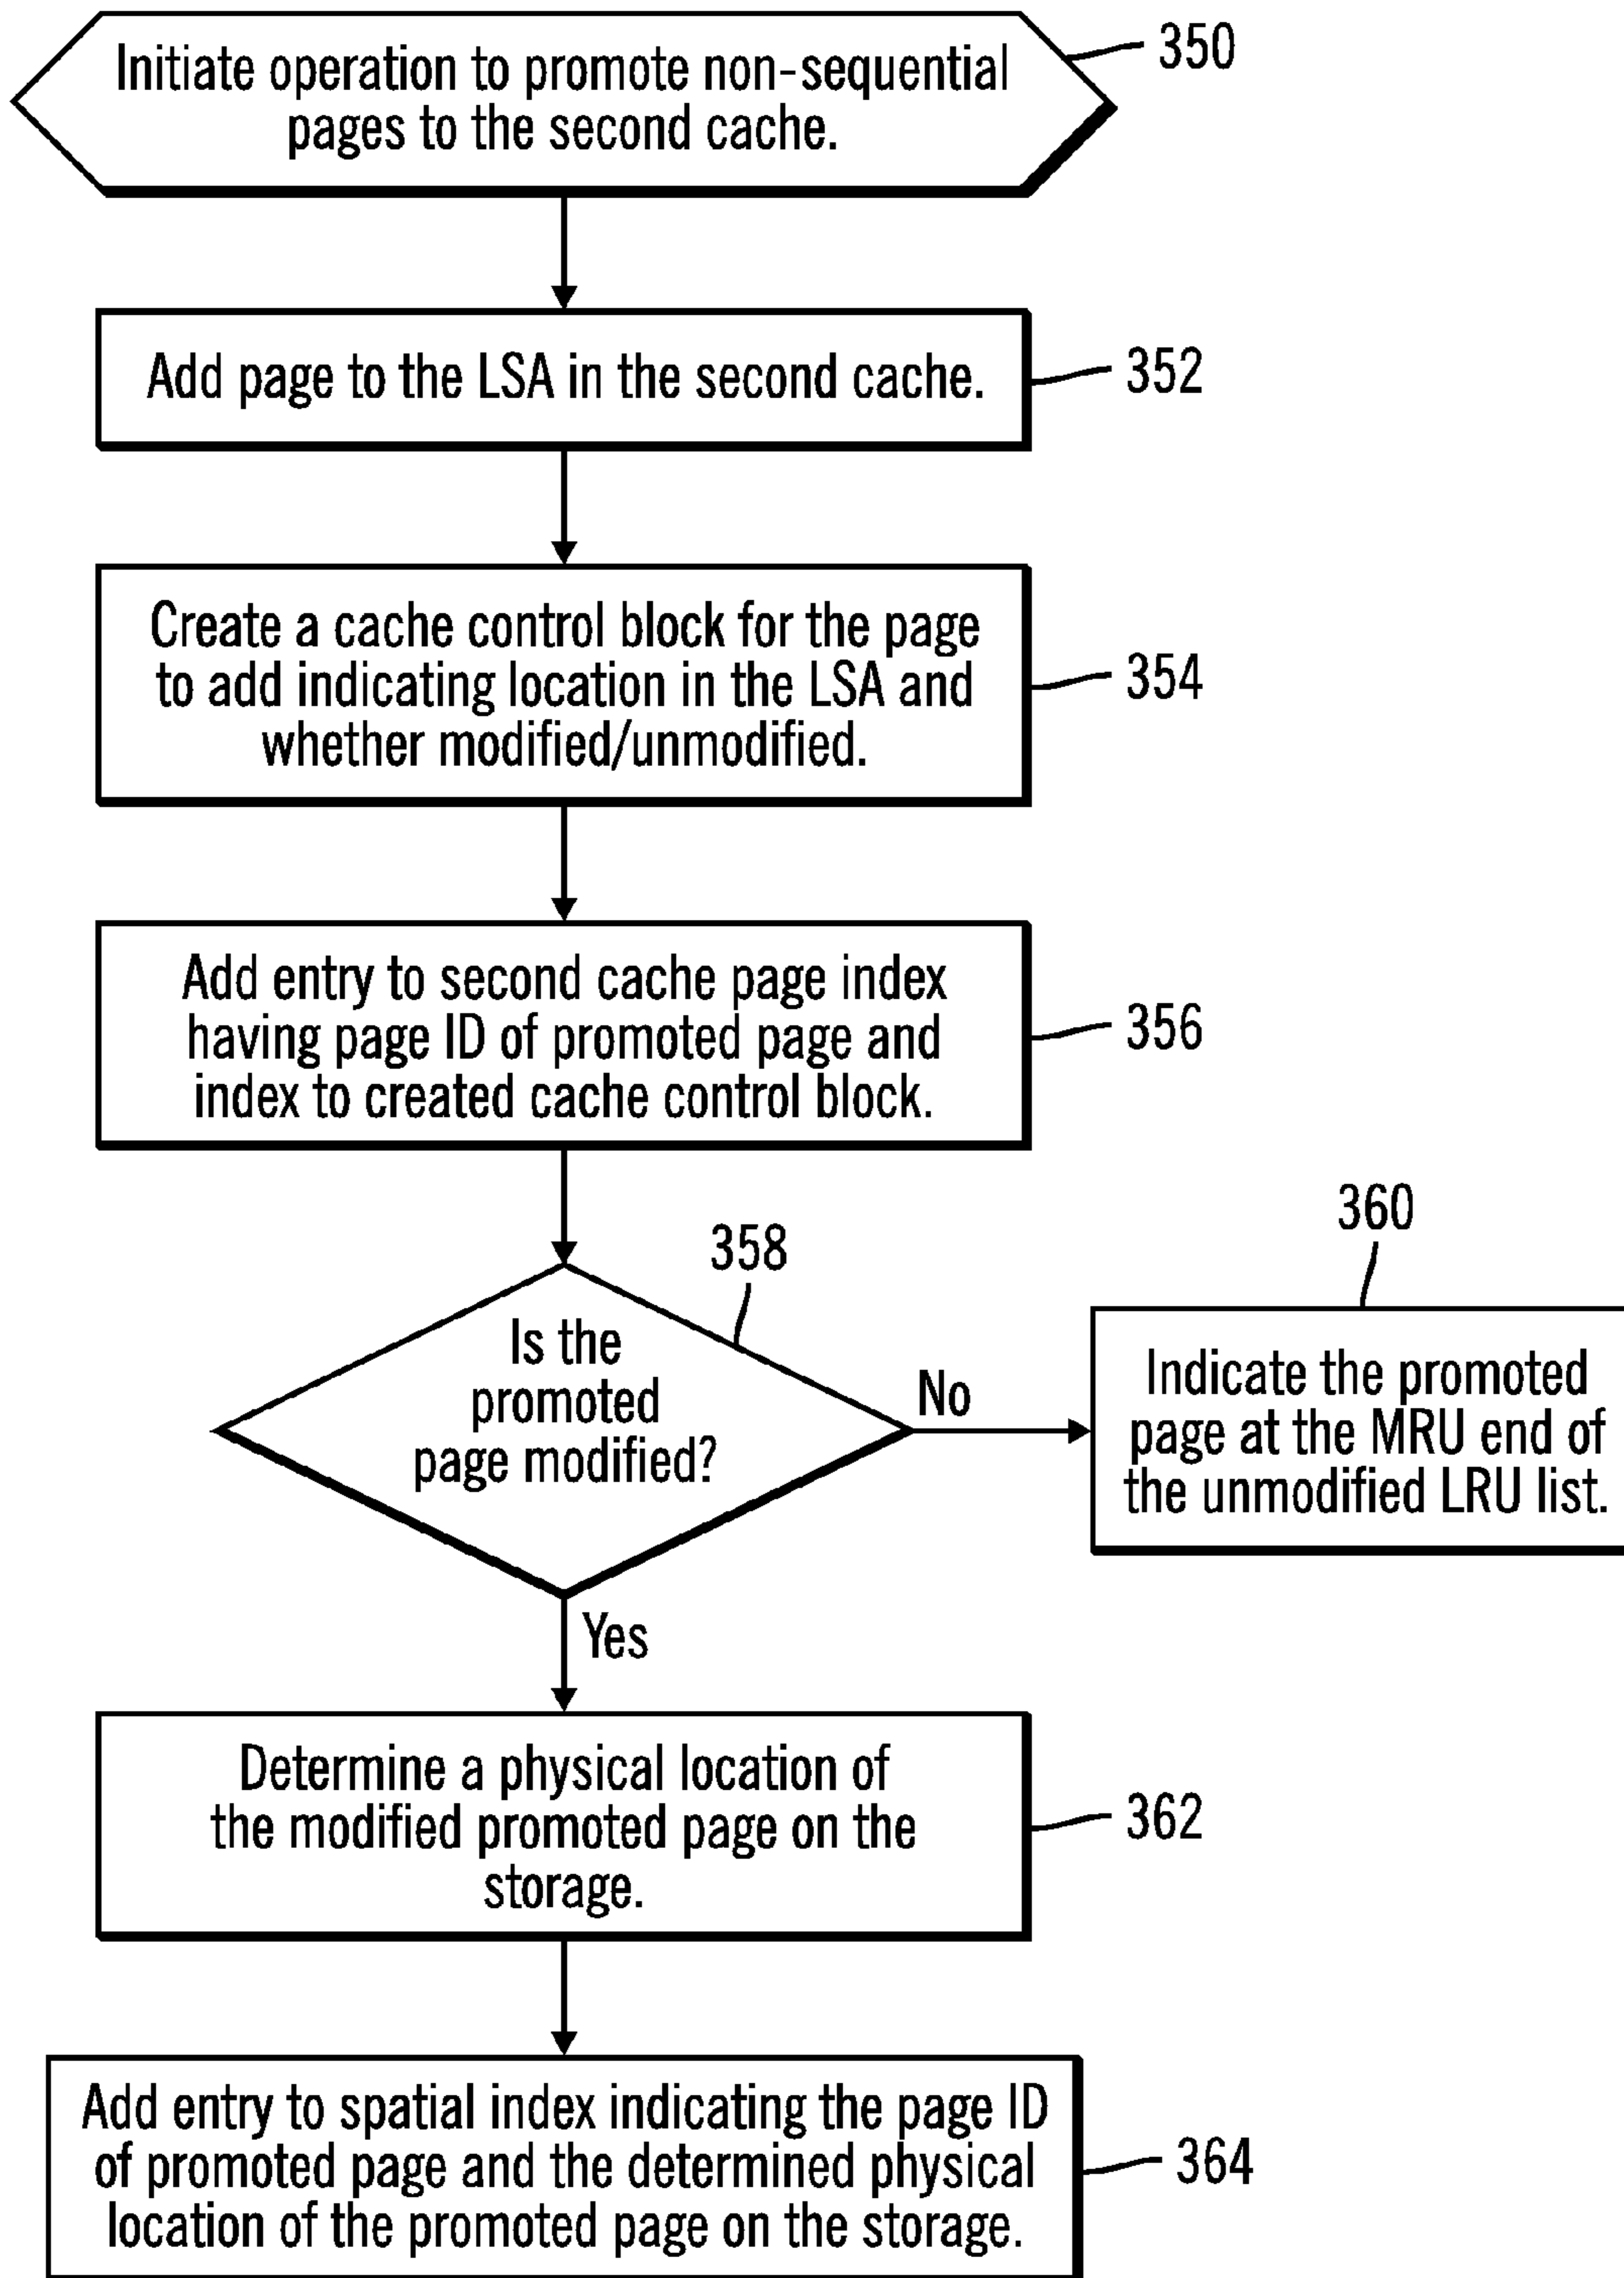 Initiate operation to promote non-sequential
pages to the second cache.
350
Add page to the LSA in the second cache.
352
Create a cache control block for the page
to add indicating location in the LSA and
whether modified/unmodified.
354
Add entry to second cache page index
having page ID of promoted page and
index to created cache control block.
356
358
Is the
promoted
page modified?
No
360
Indicate the promoted
page at the MRU end of
the unmodified LRU list.
Yes
Determine a physical location of
the modified promoted page on the
storage.
362
Add entry to spatial index indicating the page ID
of promoted page and the determined physical
location of the promoted page on the storage.
364